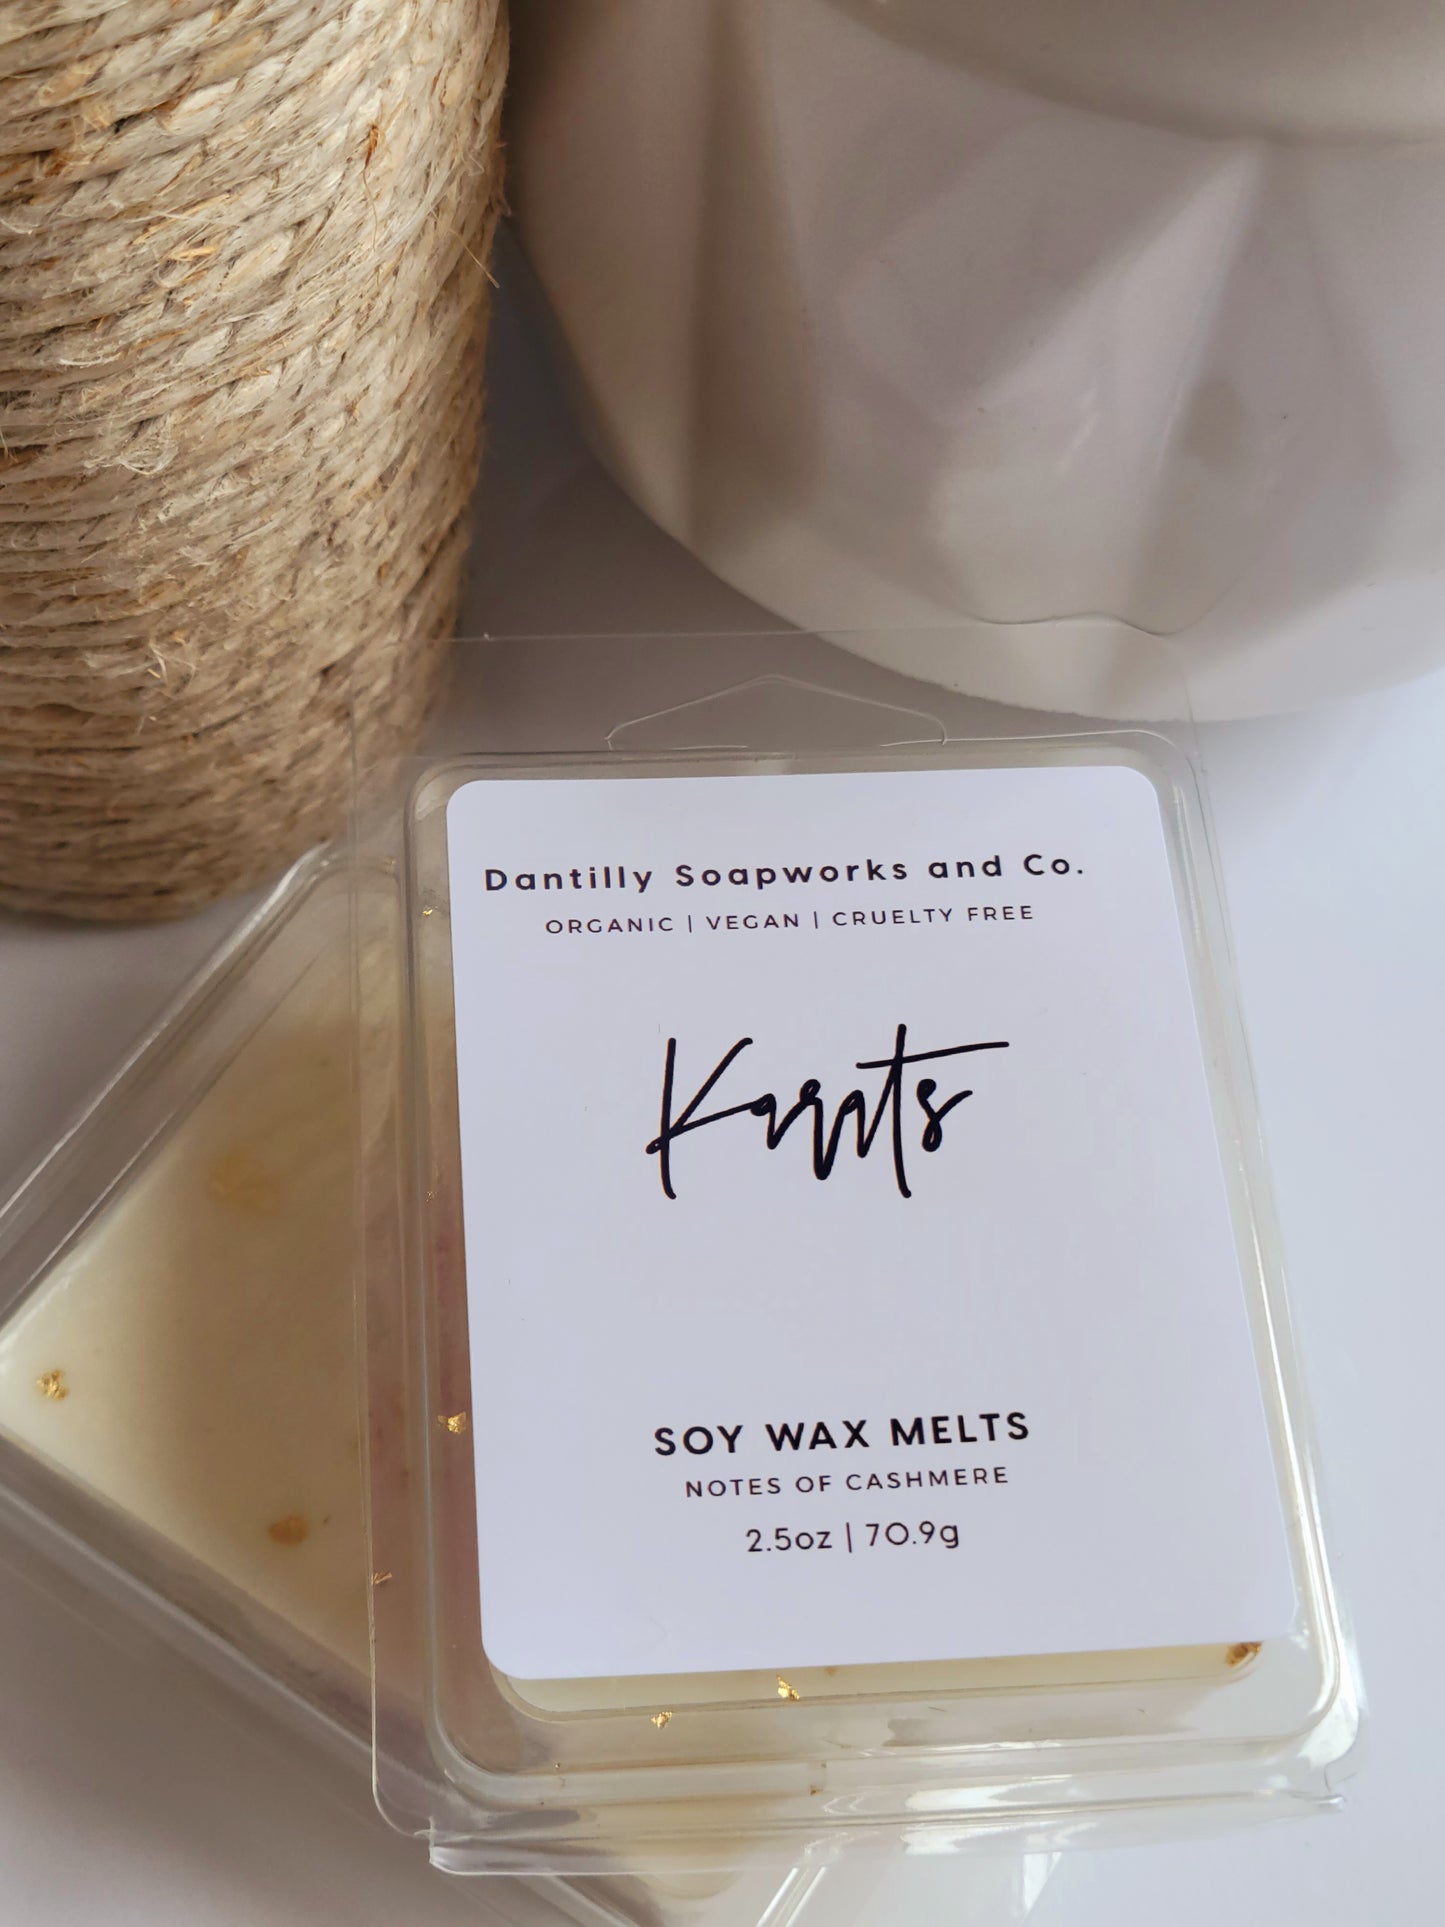 Dantilly Soapworks and Co.
ORGANIC | VEGAN | CRUELTY FREE
Karats
SOY WAX MELTS
NOTES OF CASHMERE
2.5oz | 70.9g